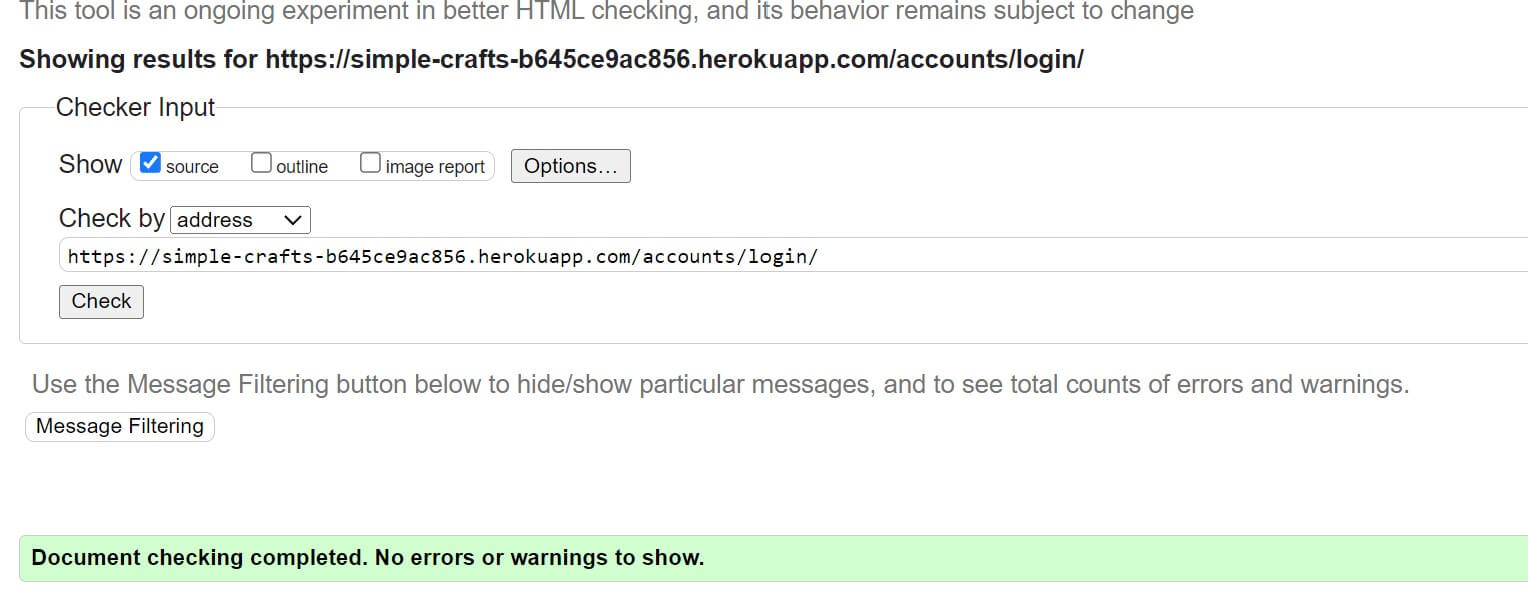 This tool is an ongoing experiment in better HTML checking, and its behavior remains subject to change
Showing results for https://simple-crafts-b645ce9ac856.herokuapp.com/accounts/login/
Checker Input
Show source outline image report Options...
Check by address
https://simple-crafts-b645ce9ac856.herokuapp.com/accounts/login/
Check
Use the Message Filtering button below to hide/show particular messages, and to see total counts of errors and warnings.
Message Filtering
Document checking completed. No errors or warnings to show.